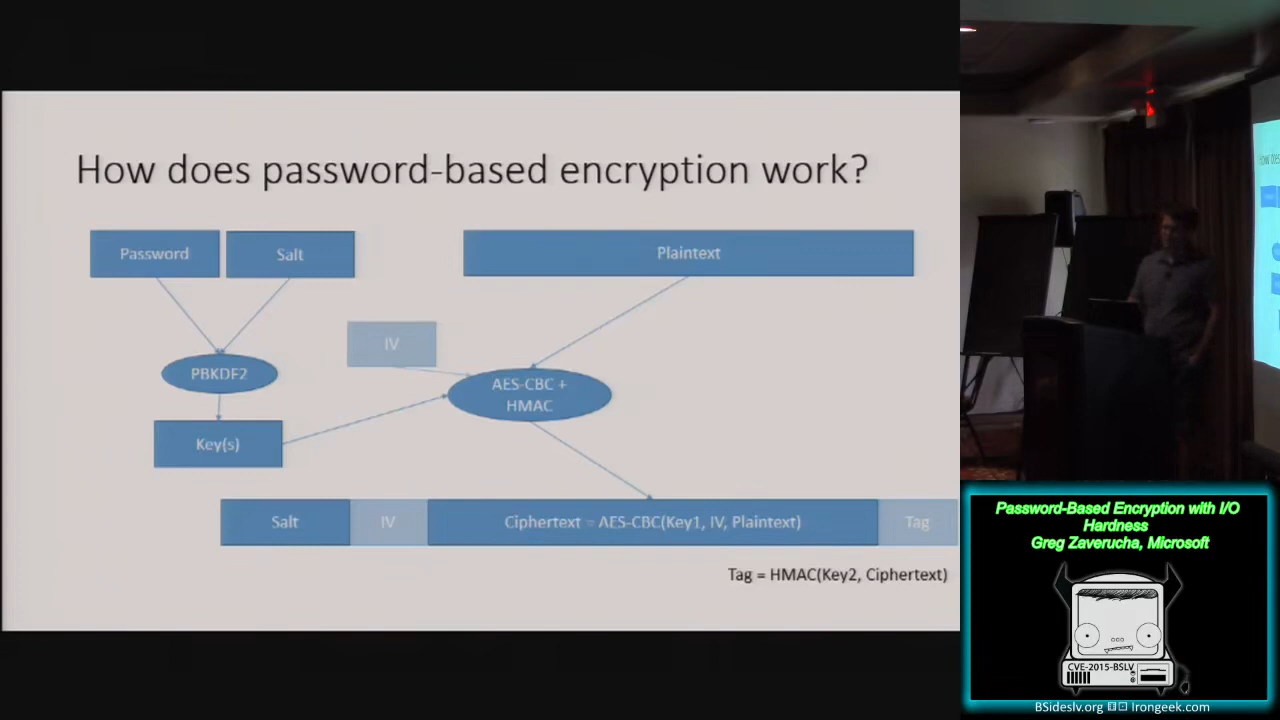 How does password-based encryption work?
Password
Salt
Plaintext
IV
PBKDF2
AES-CBC +
HMAC
Key(s)
Salt
IV
Ciphertext = AES-CBC(Key1, IV, Plaintext)
Tag
Tag = HMAC(Key2, Ciphertext)
Password-Based Encryption with I/O
Hardness
Greg Zaverucha, Microsoft
CVE-2015-BSLV
BSideslv.org ⚅⚀ Irongeek.com